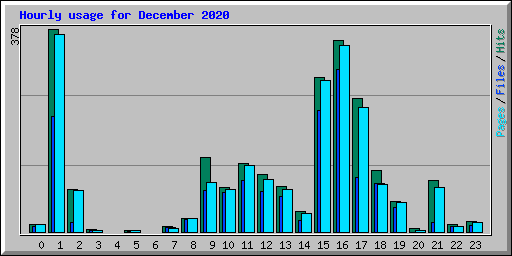 Hourly usage for December 2020
378
Pages/Files/Hits
0 1 2 3 4 5 6 7 8 9 10 11 12 13 14 15 16 17 18 19 20 21 22 23